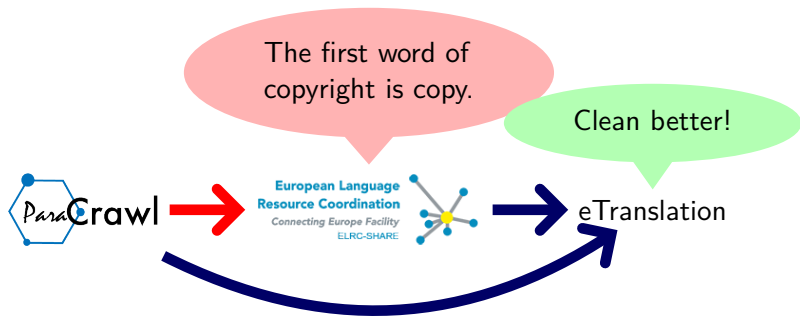 The first word of
copyright is copy.
Clean better!
ParaCrawl
European Language
Resource Coordination
Connecting Europe Facility
ELRC-SHARE
eTranslation